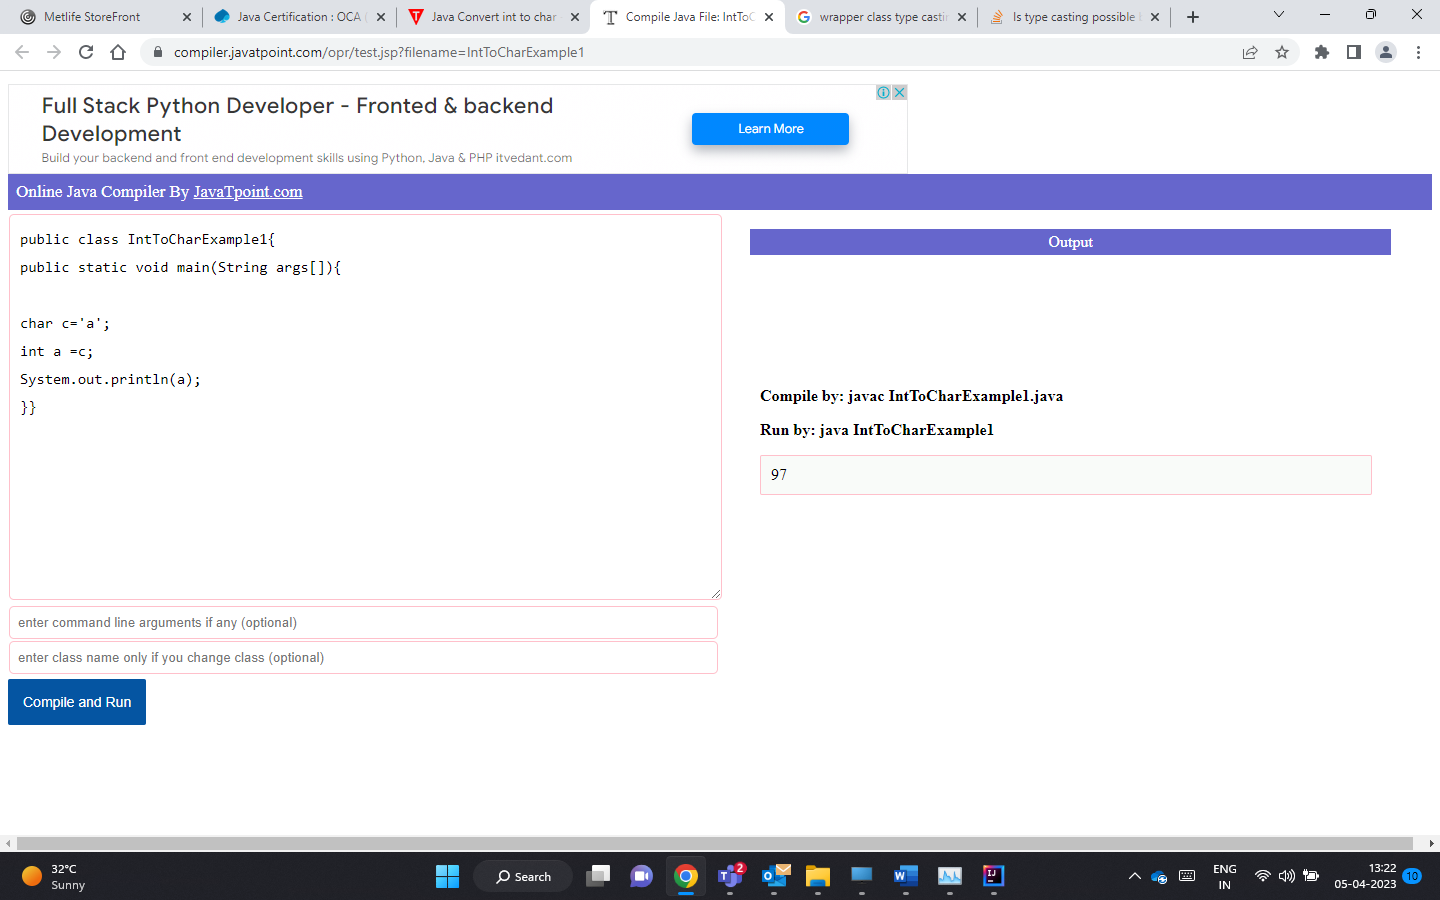 Metlife StoreFront
Java Certification : OCA
Java Convert int to char
Compile Java File: IntToC
wrapper class type casti
Is type casting possible
compiler.javatpoint.com/opr/test.jsp?filename=IntToCharExample1
Full Stack Python Developer - Fronted & backend
Development
Build your backend and front end development skills using Python, Java & PHP itvedant.com
Learn More
Online Java Compiler By JavaTpoint.com
public class IntToCharExample1{
public static void main(String args[]){
char c='a';
int a =c;
System.out.println(a);
}}
enter command line arguments if any (optional)
enter class name only if you change class (optional)
Compile and Run
Output
Compile by: javac IntToCharExample1.java
Run by: java IntToCharExample1
97
32°C
Sunny
Search
2
ENG
IN
13:22
05-04-2023
10